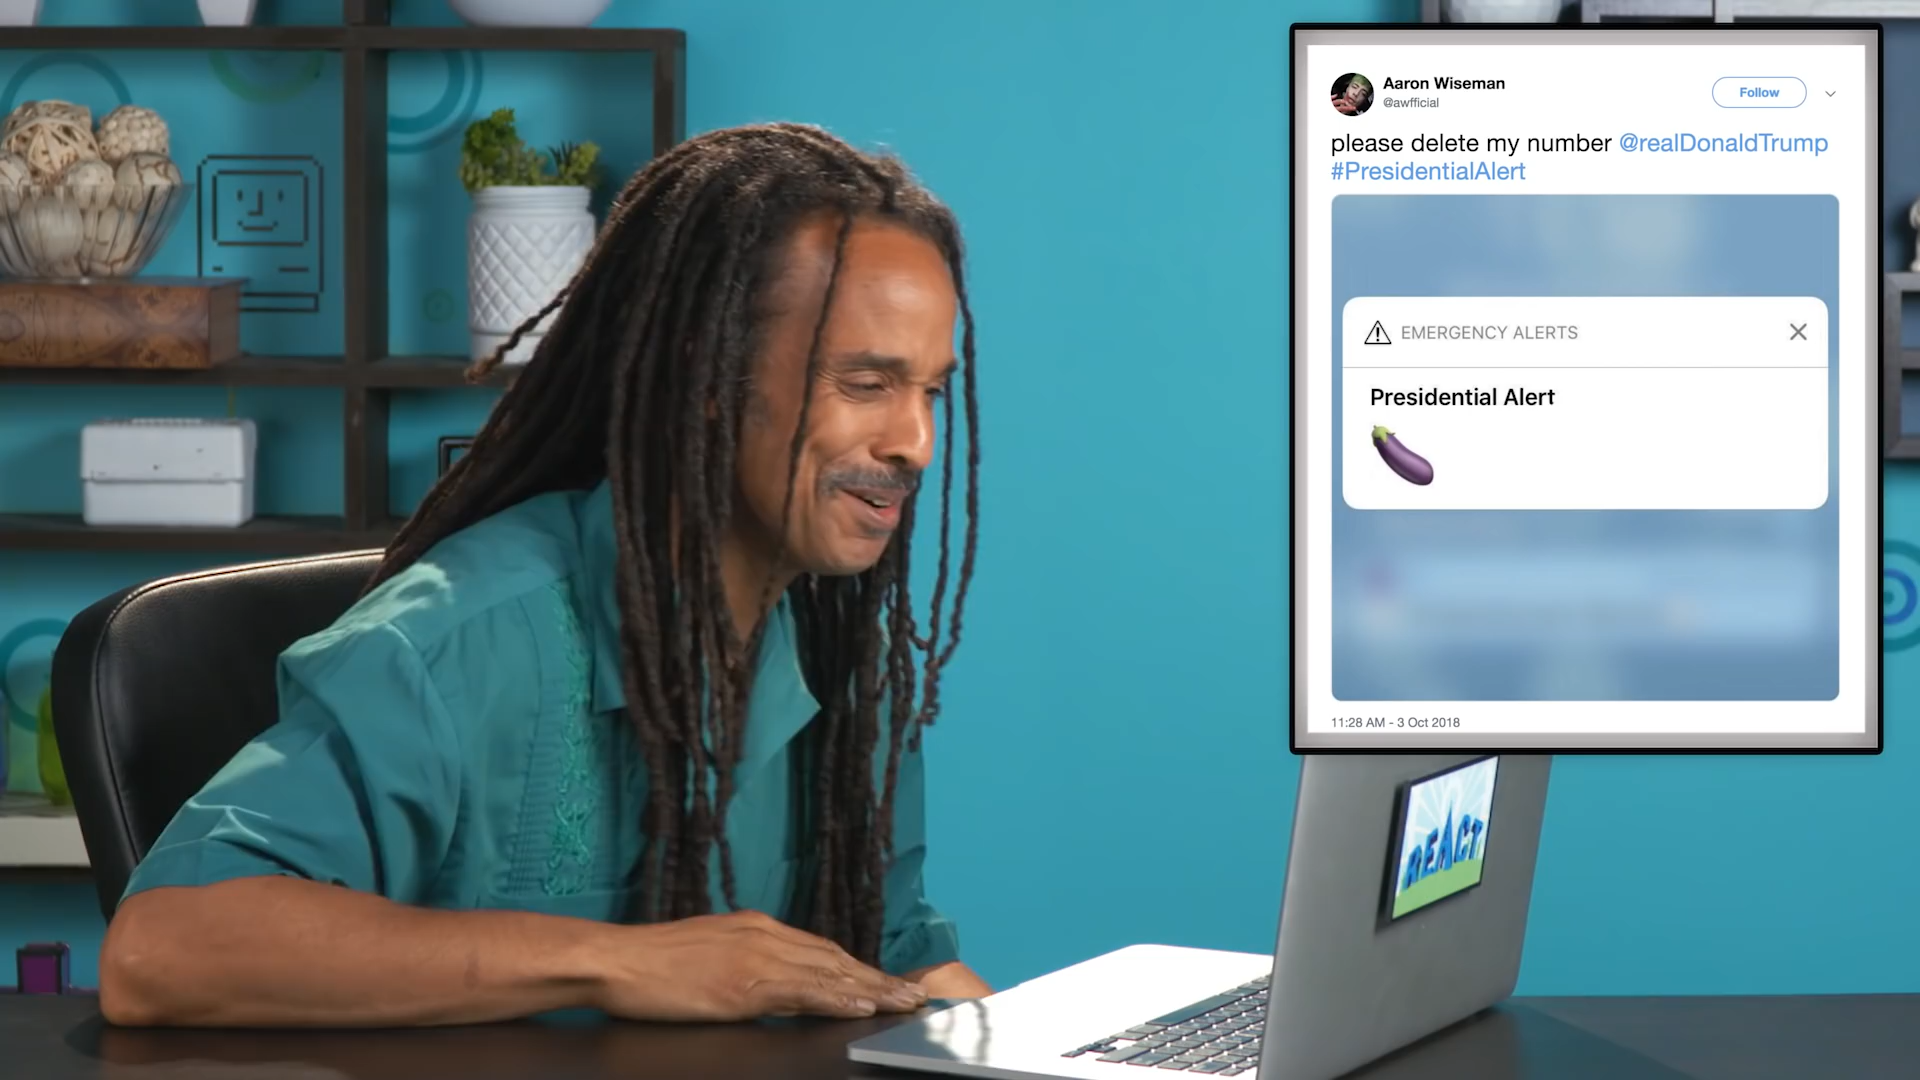 Aaron Wiseman
@awfficial
Follow
please delete my number @realDonaldTrump
#PresidentialAlert
EMERGENCY ALERTS
Presidential Alert
11:28 AM - 3 Oct 2018
REACT